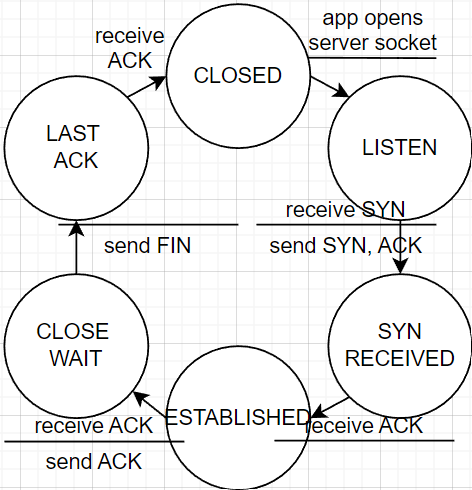 app opens
server socket
receive
ACK
CLOSED
LAST
ACK
LISTEN
receive SYN
send SYN, ACK
send FIN
CLOSE
WAIT
SYN
RECEIVED
ESTABLISHED
receive ACK
send ACK
receive ACK